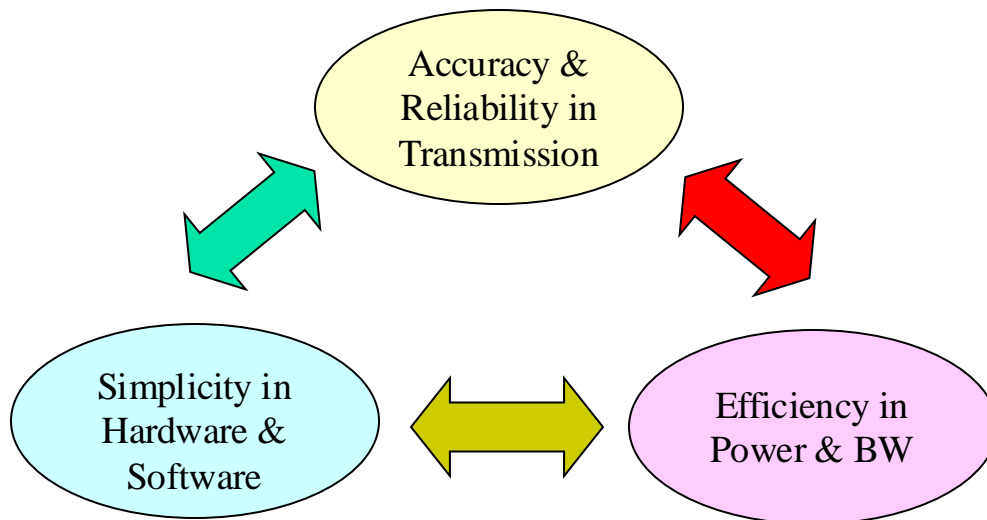 Accuracy &
Reliability in
Transmission
Simplicity in
Hardware &
Software
Efficiency in
Power & BW